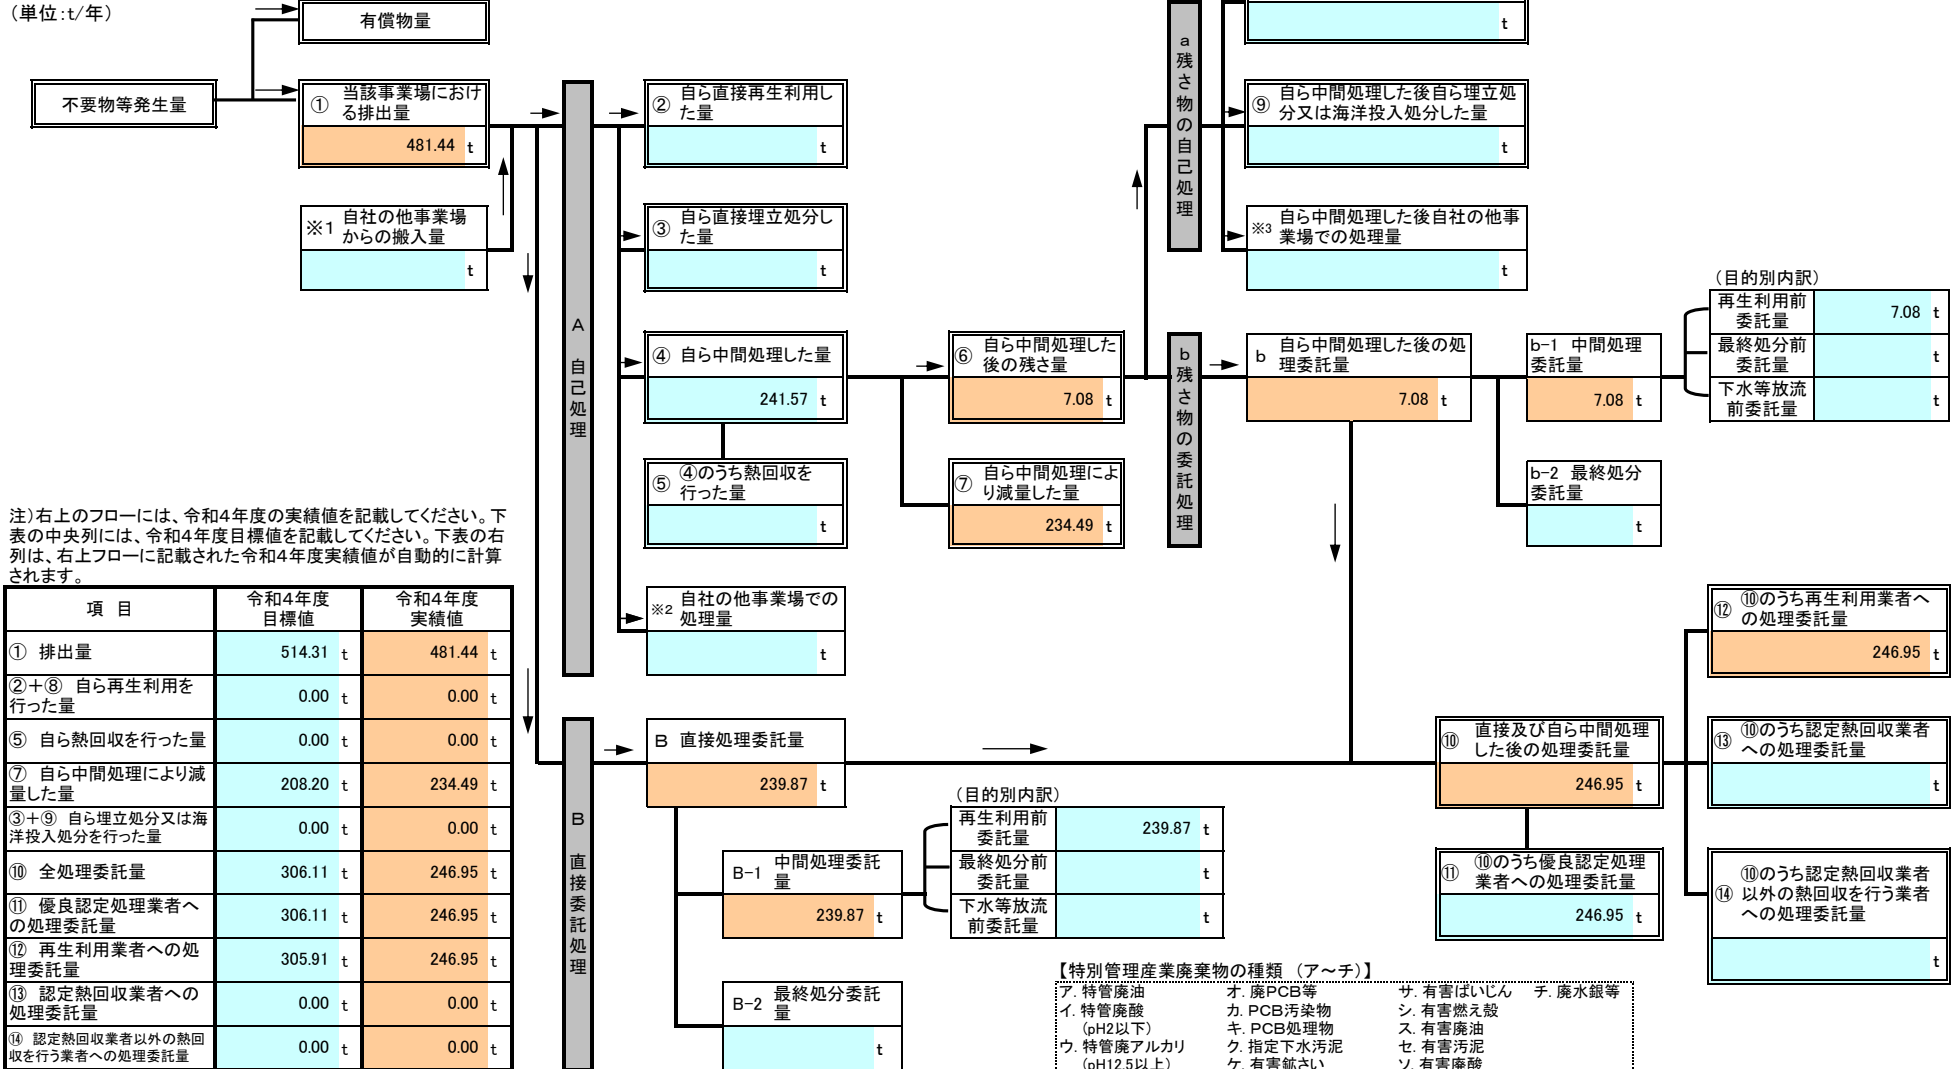 (単位:t/年)
有償物量
不要物等発生量
① 当該事業場におけ
る排出量
481.44 t
※1 自社の他事業場
からの搬入量
t
A 自己処理
② 自ら直接再生利用し
た量
t
③ 自ら直接埋立処分し
た量
t
④ 自ら中間処理した量
241.57 t
⑤ ④のうち熱回収を
行った量
t
※2 自社の他事業場での
処理量
t
⑥ 自ら中間処理した
後の残さ量
7.08 t
⑦ 自ら中間処理によ
り減量した量
234.49 t
a 残さ物の自己処理
t
⑨ 自ら中間処理した後自ら埋立処
分又は海洋投入処分した量
t
※3 自ら中間処理した後自社の他事
業場での処理量
t
b 残さ物の委託処理
b 自ら中間処理した後の処
理委託量
7.08 t
b-1 中間処理
委託量
7.08 t
b-2 最終処分
委託量
t
(目的別内訳)
再生利用前
委託量
7.08 t
最終処分前
委託量
t
下水等放流
前委託量
t
注)右上のフローには、令和4年度の実績値を記載してください。下
表の中央列には、令和4年度目標値を記載してください。下表の右
列は、右上フローに記載された令和4年度実績値が自動的に計算
されます。
項 目 令和4年度
目標値 令和4年度
実績値
① 排出量 514.31 t 481.44 t
②+⑧ 自ら再生利用を
行った量 0.00 t 0.00 t
⑤ 自ら熱回収を行った量 0.00 t 0.00 t
⑦ 自ら中間処理により減
量した量 208.20 t 234.49 t
③+⑨ 自ら埋立処分又は海
洋投入処分を行った量 0.00 t 0.00 t
⑩ 全処理委託量 306.11 t 246.95 t
⑪ 優良認定処理業者へ
の処理委託量 306.11 t 246.95 t
⑫ 再生利用業者への処
理委託量 305.91 t 246.95 t
⑬ 認定熱回収業者への
処理委託量 0.00 t 0.00 t
⑭ 認定熱回収業者以外の熱回
収を行う業者への処理委託量 0.00 t 0.00 t
B 直接委託処理
B 直接処理委託量
239.87 t
B-1 中間処理委託
量
239.87 t
B-2 最終処分委託
量
t
(目的別内訳)
再生利用前
委託量
239.87 t
最終処分前
委託量
t
下水等放流
前委託量
t
⑩ 直接及び自ら中間処理
した後の処理委託量
246.95 t
⑪ ⑩のうち優良認定処理
業者への処理委託量
246.95 t
⑫ ⑩のうち再生利用業者へ
の処理委託量
246.95 t
⑬ ⑩のうち認定熱回収業者
への処理委託量
t
⑭ ⑩のうち認定熱回収業者
以外の熱回収を行う業者
への処理委託量
t
【特別管理産業廃棄物の種類 (ア~チ)】
ア. 特管廃油 オ. 廃PCB等 サ. 有害ばいじん チ. 廃水銀等
イ. 特管廃酸 カ. PCB汚染物 シ. 有害燃え殻
(pH2以下) キ. PCB処理物 ス. 有害廃油
ウ. 特管廃アルカリ ク. 指定下水汚泥 セ. 有害汚泥
(pH12.5以上) ケ. 有害鉱さい ソ. 有害廃酸